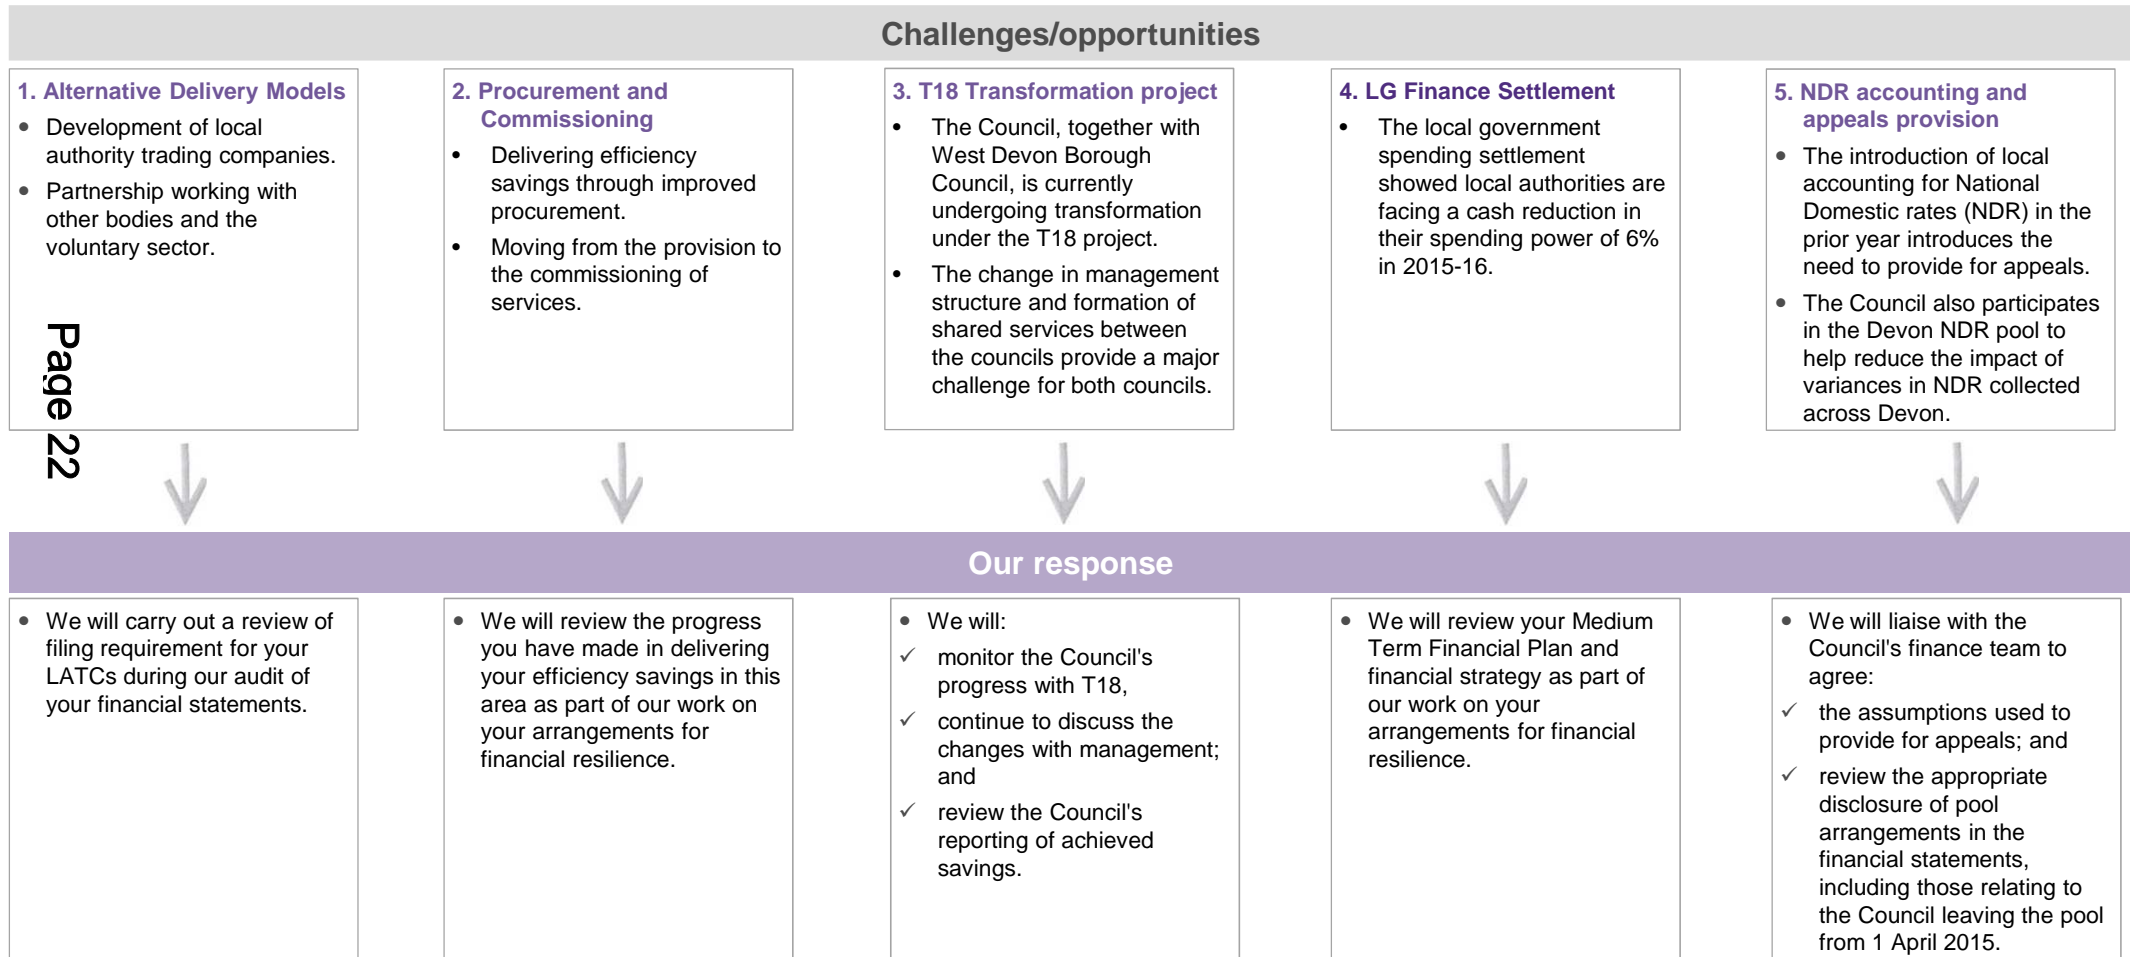 Challenges/opportunities
1. Alternative Delivery Models
• Development of local
authority trading companies.
• Partnership working with
other bodies and the
voluntary sector.
2. Procurement and
Commissioning
• Delivering efficiency
savings through improved
procurement.
• Moving from the provision to
the commissioning of
services.
3. T18 Transformation project
• The Council, together with
West Devon Borough
Council, is currently
undergoing transformation
under the T18 project.
• The change in management
structure and formation of
shared services between
the councils provide a major
challenge for both councils.
4. LG Finance Settlement
• The local government
spending settlement
showed local authorities are
facing a cash reduction in
their spending power of 6%
in 2015-16.
5. NDR accounting and
appeals provision
• The introduction of local
accounting for National
Domestic rates (NDR) in the
prior year introduces the
need to provide for appeals.
• The Council also participates
in the Devon NDR pool to
help reduce the impact of
variances in NDR collected
across Devon.
Page 22
Our response
• We will carry out a review of
filing requirement for your
LATCs during our audit of
your financial statements.
• We will review the progress
you have made in delivering
your efficiency savings in this
area as part of our work on
your arrangements for
financial resilience.
• We will:
✓ monitor the Council's
progress with T18,
✓ continue to discuss the
changes with management;
and
✓ review the Council's
reporting of achieved
savings.
• We will review your Medium
Term Financial Plan and
financial strategy as part of
our work on your
arrangements for financial
resilience.
• We will liaise with the
Council's finance team to
agree:
✓ the assumptions used to
provide for appeals; and
✓ review the appropriate
disclosure of pool
arrangements in the
financial statements,
including those relating to
the Council leaving the pool
from 1 April 2015.